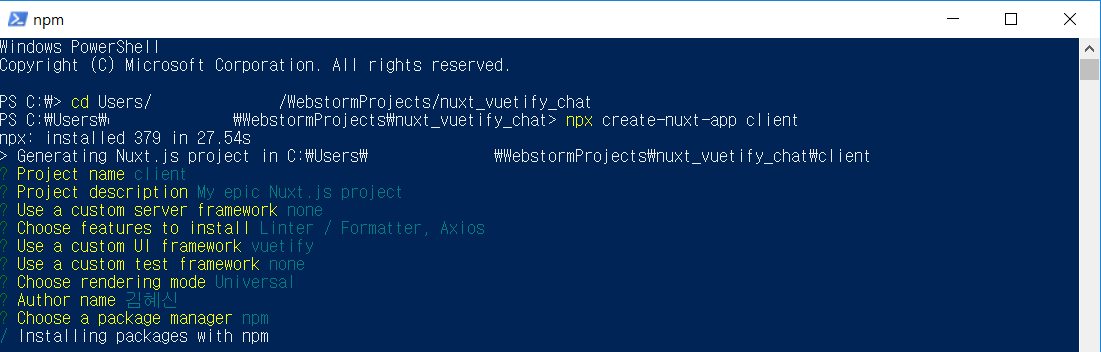 npm
Windows PowerShell
Copyright (C) Microsoft Corporation. All rights reserved.
PS C:₩> cd Users/ /WebstormProjects/nuxt_vuetify_chat
PS C:₩Users₩ ₩WebstormProjects₩nuxt_vuetify_chat> npx create-nuxt-app client
npx: installed 379 in 27.54s
> Generating Nuxt.js project in C:₩Users₩ ₩WebstormProjects₩nuxt_vuetify_chat₩client
? Project name client
? Project description My epic Nuxt.js project
? Use a custom server framework none
? Choose features to install Linter / Formatter, Axios
? Use a custom UI framework vuetify
? Use a custom test framework none
? Choose rendering mode Universal
? Author name 김혜신
? Choose a package manager npm
/ Installing packages with npm